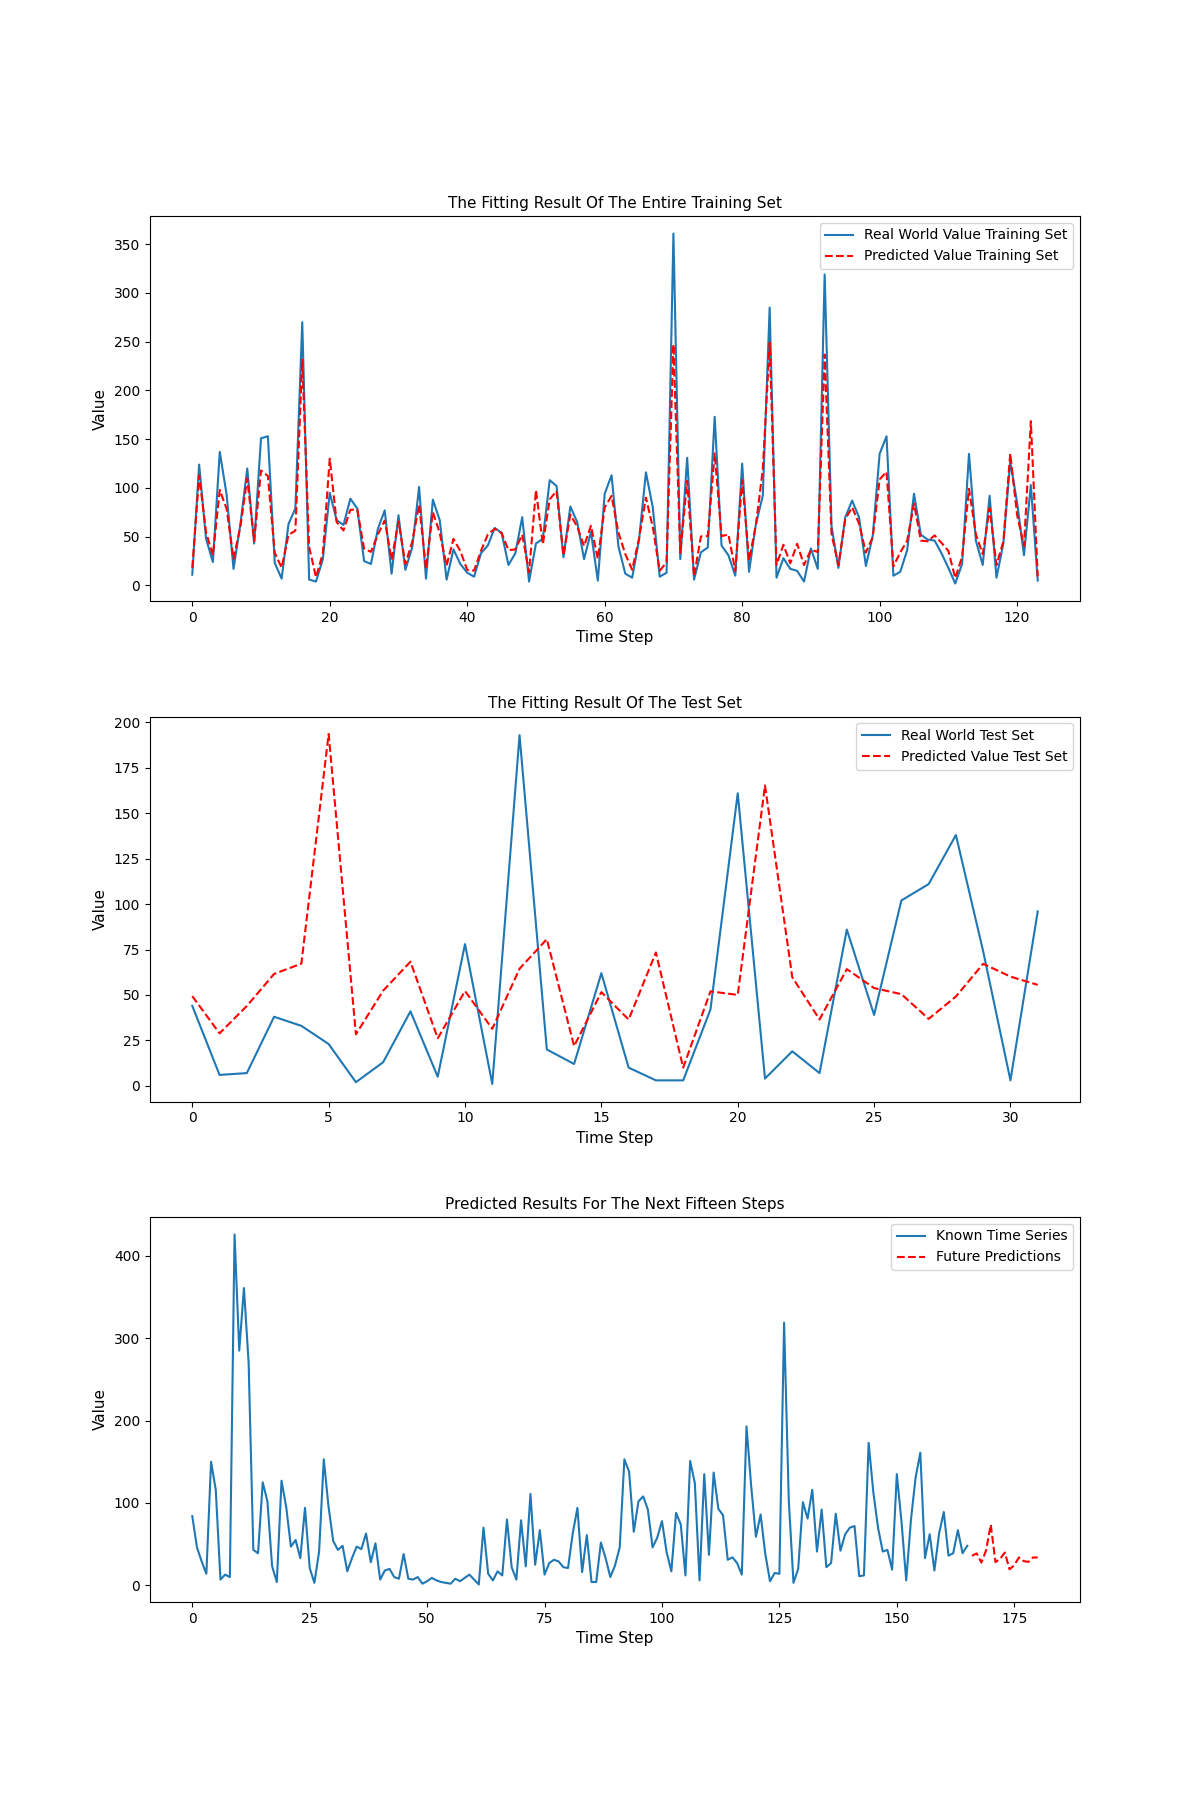 The Fitting Result Of The Entire Training Set
Real World Value Training Set
Predicted Value Training Set
350
300
250
200
150
100
50
0
Value
0 20 40 60 80 100 120
Time Step
The Fitting Result Of The Test Set
Real World Test Set
Predicted Value Test Set
200
175
150
125
100
75
50
25
0
Value
0 5 10 15 20 25 30
Time Step
Predicted Results For The Next Fifteen Steps
Known Time Series
Future Predictions
400
300
200
100
0
Value
0 25 50 75 100 125 150 175
Time Step